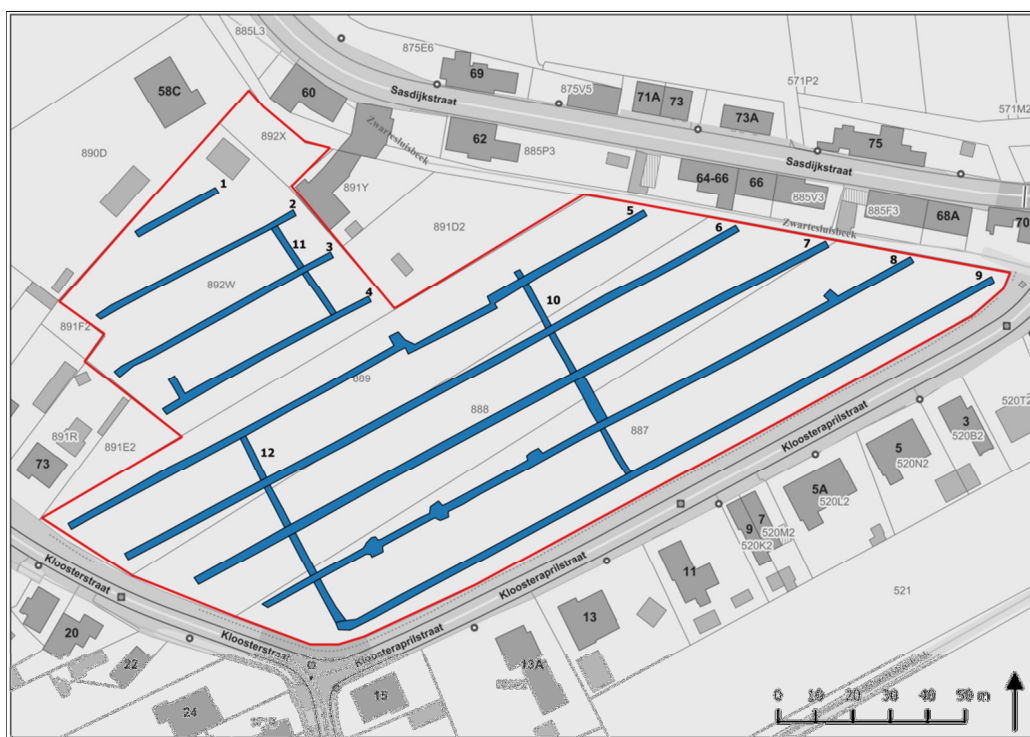 885L3
875E6
69
Sasdijkstraat
875V5
71A
73
73A
571P2
571M2
58C
60
892X
Zwartesluisbeek
62
885P3
75
Sasdijkstraat
890D
891Y
64-66
66
885V3
885F3
68A
70
Zwartesluisbeek
891D2
1
2
3
4
5
6
7
8
9
10
11
12
892W
891F2
889
888
887
891R
891E2
73
Kloosteraprilstraat
3
520B2
520T2
5
520N2
5A
520L2
9
7
520M2
520K2
11
Kloosteraprilstraat
521
13
Kloosterstraat
20
22
Kloosterstraat
Kloosteraprilstraat
13A
15
24
0 10 20 30 40 50 m